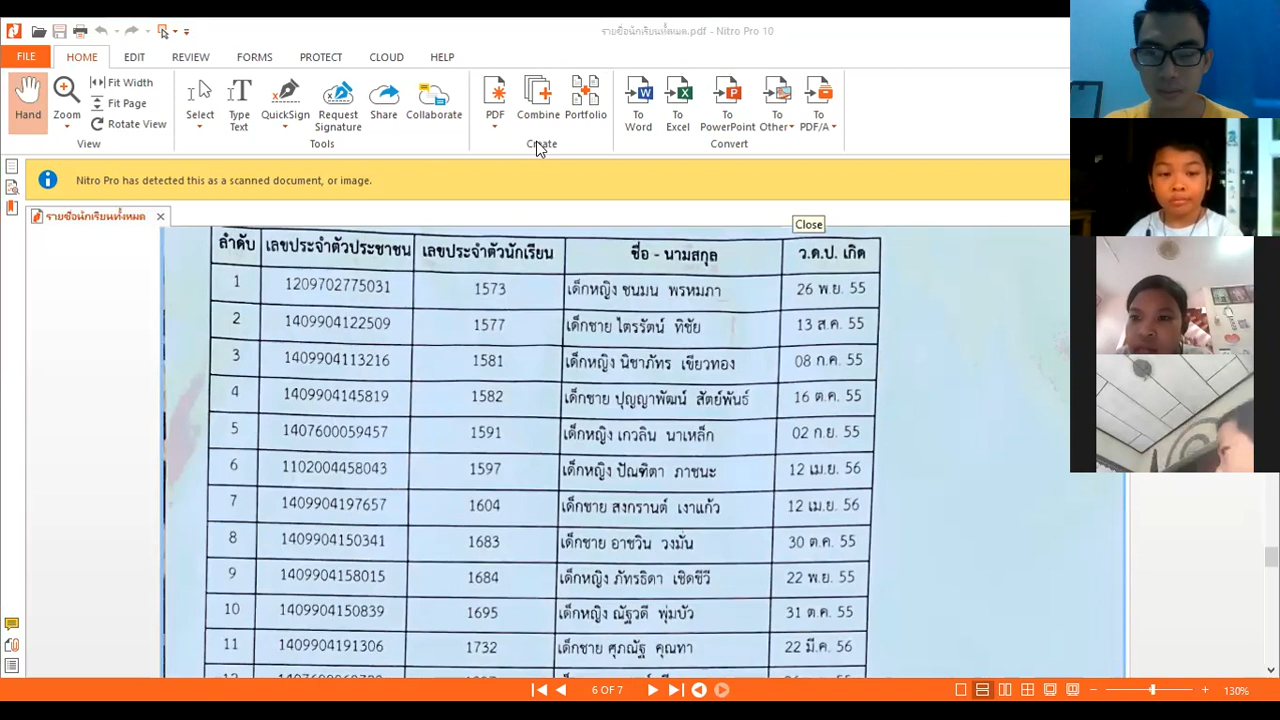 รายชื่อนักเรียนทั้งหมด.pdf - Nitro Pro 10
FILE HOME EDIT REVIEW FORMS PROTECT CLOUD HELP
Hand Zoom Fit Width Fit Page Rotate View Select Type Text QuickSign Request Signature Share Collaborate PDF Combine Portfolio To Word To Excel To PowerPoint To Other To PDF/A
View Tools Create Convert
Nitro Pro has detected this as a scanned document, or image.
รายชื่อนักเรียนทั้งหมด
Close
ลำดับ เลขประจำตัวประชาชน เลขประจำตัวนักเรียน ชื่อ - นามสกุล ว.ด.ป. เกิด
1 1209702775031 1573 เด็กหญิง ชนมน พรหมภา 26 พ.ย. 55
2 1409904122509 1577 เด็กชาย ไตรรัตน์ ทิชัย 13 ส.ค. 55
3 1409904113216 1581 เด็กหญิง นิชาภัทร เขียวทอง 08 ก.ค. 55
4 1409904145819 1582 เด็กชาย ปุญญาพัฒน์ สัตย์พันธ์ 16 ต.ค. 55
5 1407600059457 1591 เด็กหญิง เกวลิน นาเหล็ก 02 ก.ย. 55
6 1102004458043 1597 เด็กหญิง ปัณฑิตา ภาชนะ 12 เม.ย. 56
7 1409904197657 1604 เด็กชาย สงกรานต์ เงาแก้ว 12 เม.ย. 56
8 1409904150341 1683 เด็กชาย อาชวิน วงมั่น 30 ต.ค. 55
9 1409904158015 1684 เด็กหญิง ภัทรธิดา เชิดชีวี 22 พ.ย. 55
10 1409904150839 1695 เด็กหญิง ณัฐวดี พุ่มบัว 31 ต.ค. 55
11 1409904191306 1732 เด็กชาย ศุภณัฐ คุณทา 22 มี.ค. 56
6 OF 7
130%